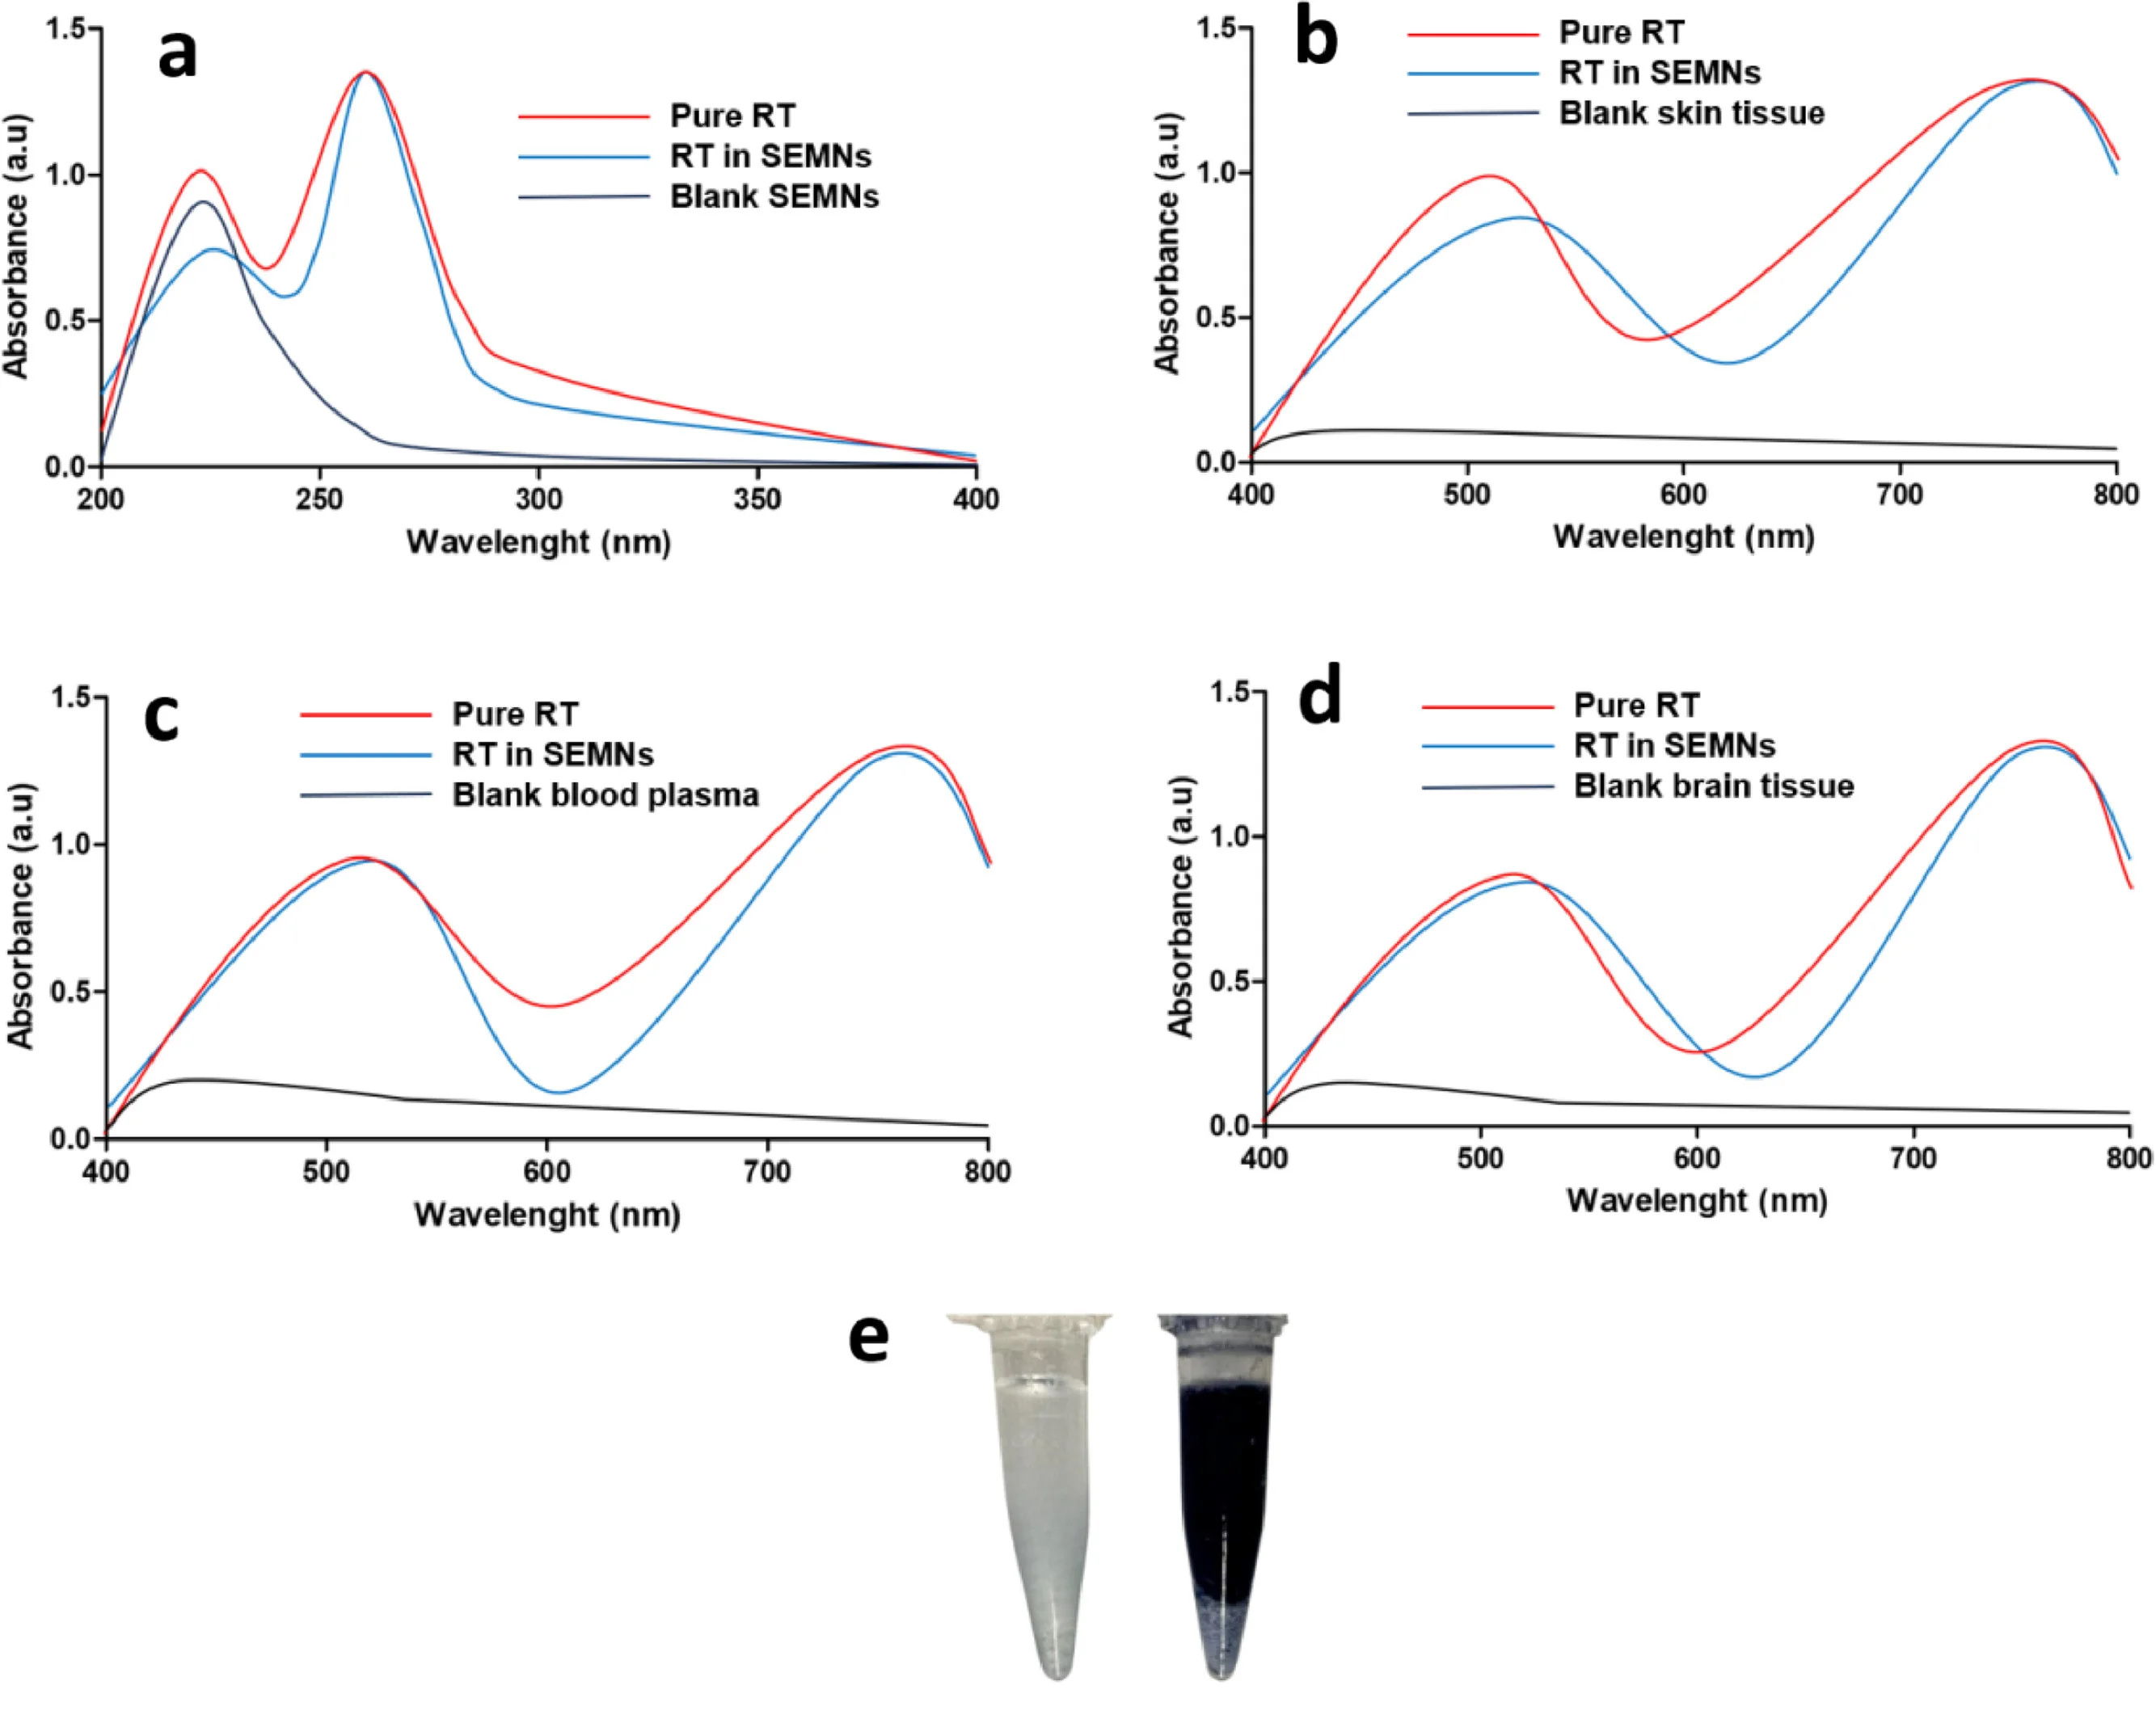 a
1.5
1.0
0.5
0.0
Absorbance (a.u)
Pure RT
RT in SEMNs
Blank SEMNs
200 250 300 350 400
Wavelenght (nm)
b
1.5
1.0
0.5
0.0
Absorbance (a.u)
Pure RT
RT in SEMNs
Blank skin tissue
400 500 600 700 800
Wavelenght (nm)
c
1.5
1.0
0.5
0.0
Absorbance (a.u)
Pure RT
RT in SEMNs
Blank blood plasma
400 500 600 700 800
Wavelenght (nm)
d
1.5
1.0
0.5
0.0
Absorbance (a.u)
Pure RT
RT in SEMNs
Blank brain tissue
400 500 600 700 800
Wavelenght (nm)
e